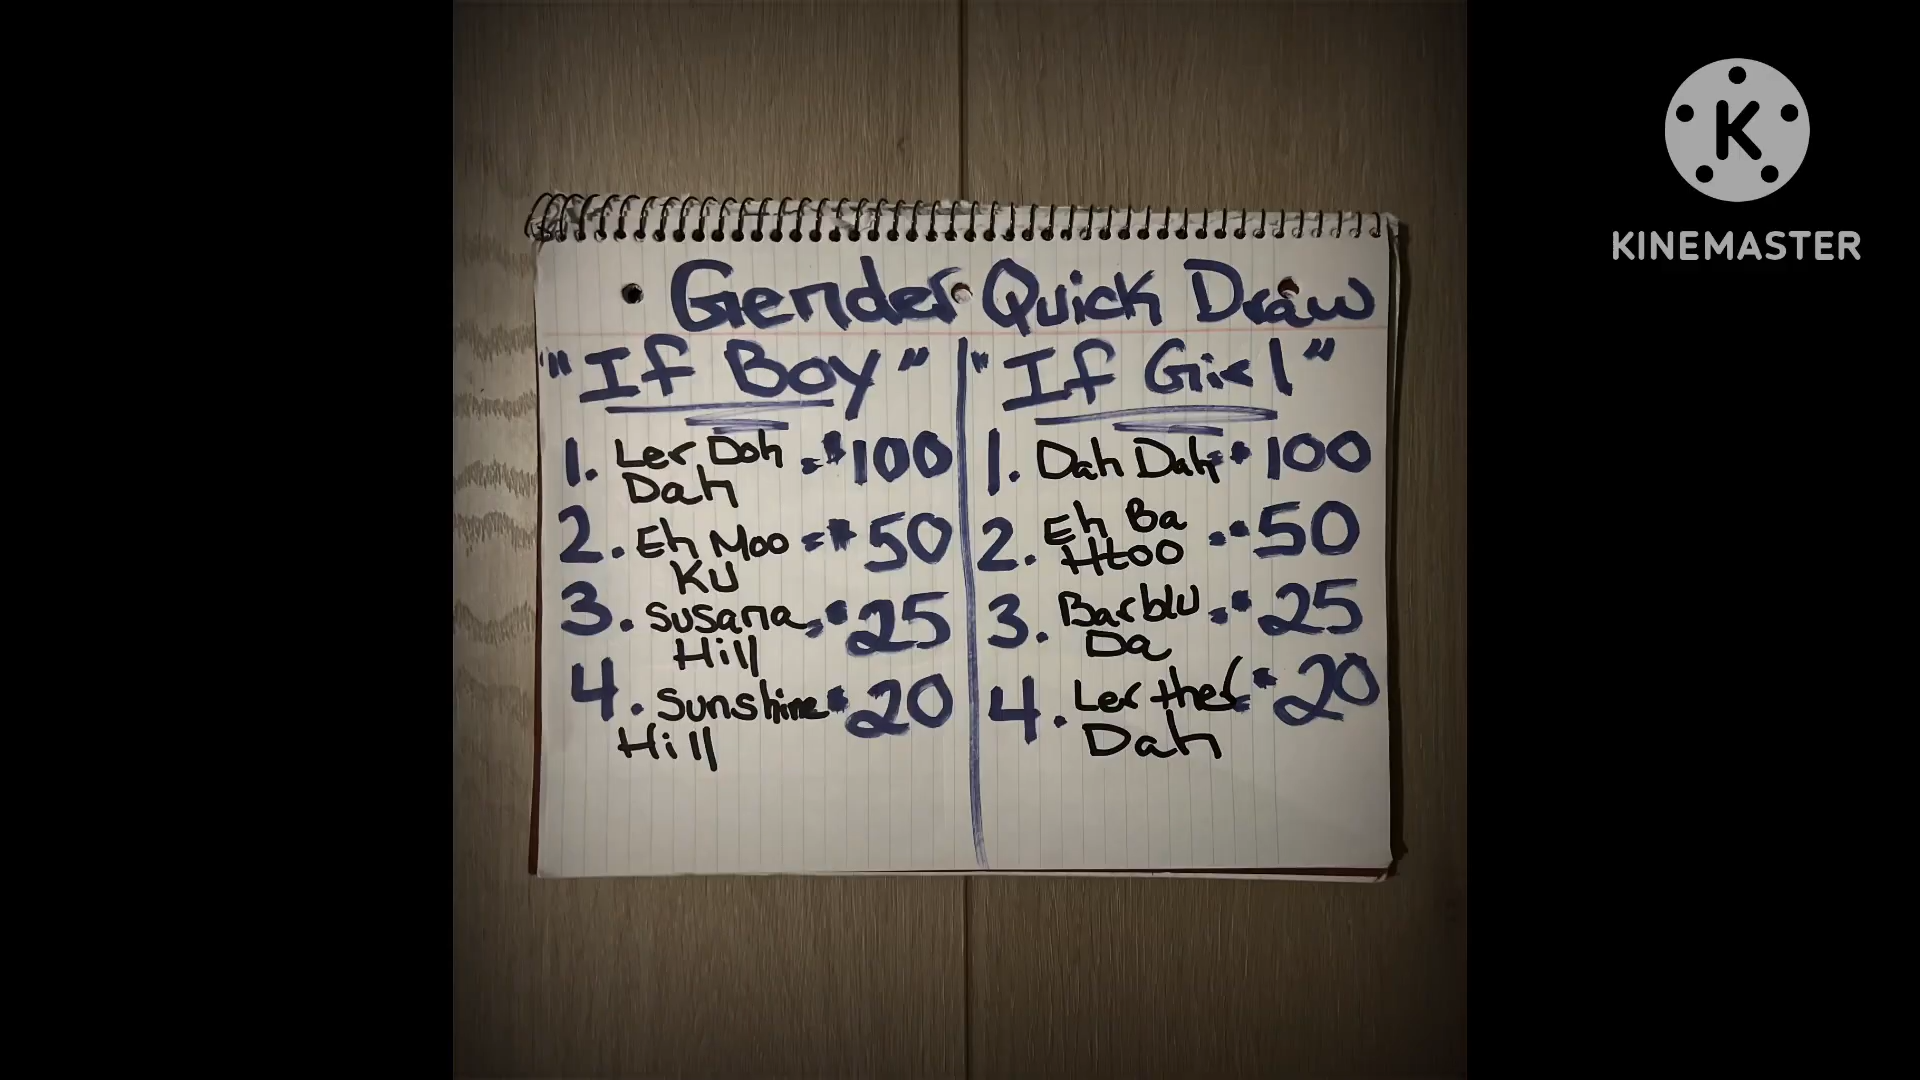 Gender Quick Draw
"If Boy"
1. Ler Doh = $100
Dah
2. Eh Moo = $50
Ku
3. Susana = $25
Hill
4. Sunshine $20
Hill
"If Girl"
1. Dah Dah = $100
2. Eh Ba = $50
Htoo
3. Barblu = $25
Da
4. Ler ther = $20
Dah
K
KINEMASTER